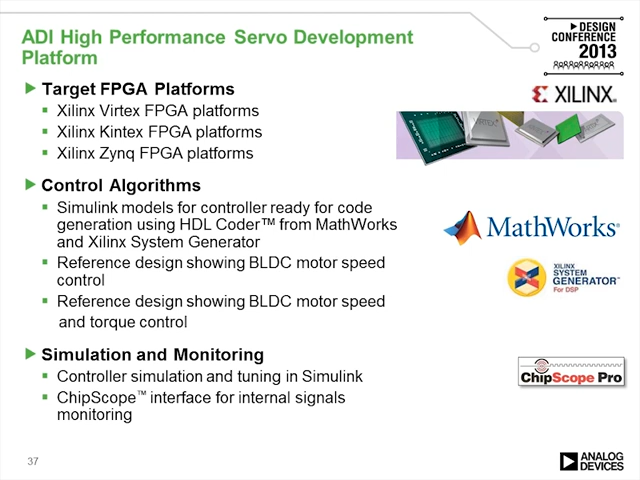 ADI High Performance Servo Development
Platform
DESIGN
CONFERENCE
2013
Target FPGA Platforms
Xilinx Virtex FPGA platforms
Xilinx Kintex FPGA platforms
Xilinx Zynq FPGA platforms
XILINX
Control Algorithms
Simulink models for controller ready for code
generation using HDL Coder™ from MathWorks
and Xilinx System Generator
Reference design showing BLDC motor speed
control
Reference design showing BLDC motor speed
and torque control
MathWorks®
XILINX
SYSTEM
GENERATOR™
For DSP
Simulation and Monitoring
Controller simulation and tuning in Simulink
ChipScope™ interface for internal signals
monitoring
ChipScope Pro
37
ANALOG
DEVICES